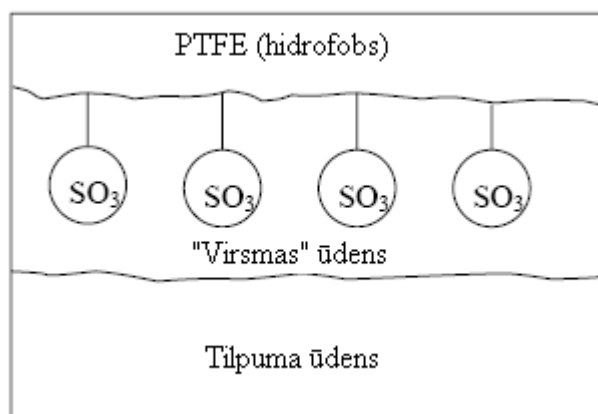 PTFE (hidrofobs)
SO₃ SO₃ SO₃ SO₃
"Virsmas" ūdens
Tilpuma ūdens